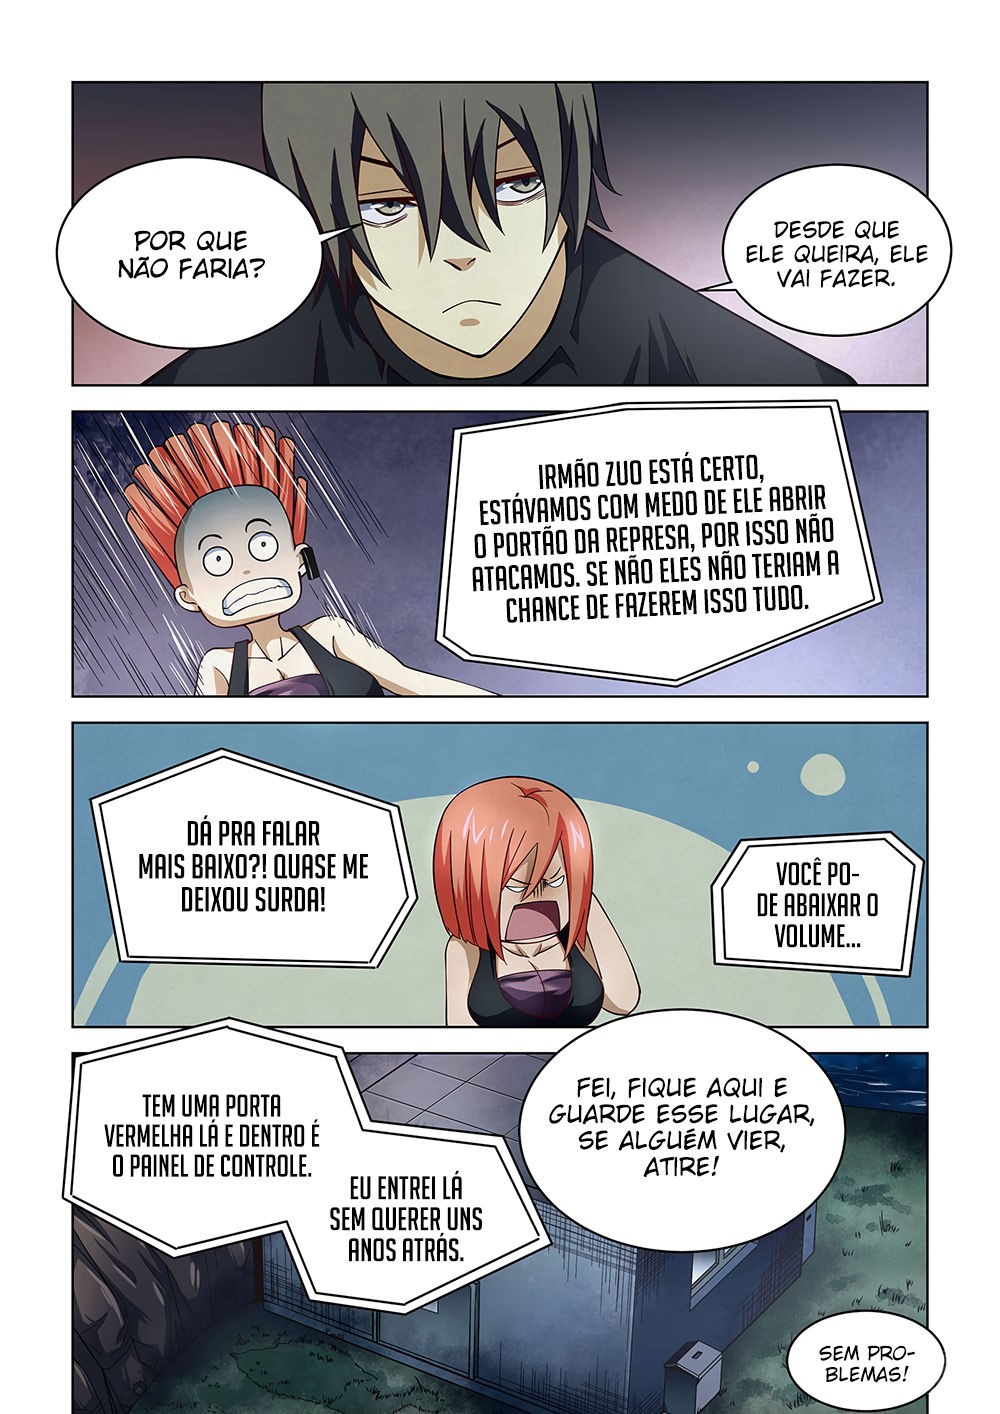 POR QUE
NÃO FARIA?
DESDE QUE
ELE QUEIRA, ELE
VAI FAZER.
IRMÃO ZUO ESTÁ CERTO,
ESTÁVAMOS COM MEDO DE ELE ABRIR
O PORTÃO DA REPRESA, POR ISSO NÃO
ATACAMOS. SE NÃO ELES NÃO TERIAM A
CHANCE DE FAZEREM ISSO TUDO.
DÁ PRA FALAR
MAIS BAIXO?! QUASE ME
DEIXOU SURDA!
VOCÊ PO-
DE ABAIXAR O
VOLUME...
TEM UMA PORTA
VERMELHA LÁ E DENTRO É
O PAINEL DE CONTROLE.
EU ENTREI LÁ
SEM QUERER UNS
ANOS ATRÁS.
FEI, FIQUE AQUI E
GUARDE ESSE LUGAR,
SE ALGUÉM VIER,
ATIRE!
SEM PRO-
BLEMAS!